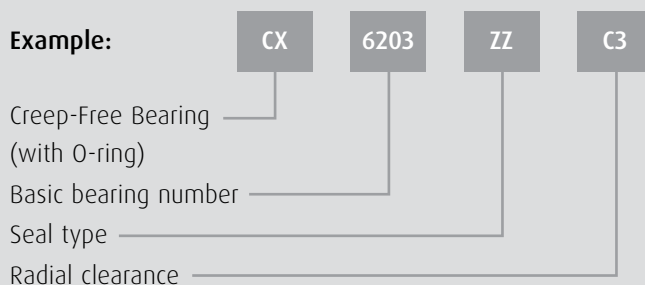 Example: CX 6203 ZZ C3
Creep-Free Bearing
(with O-ring)
Basic bearing number
Seal type
Radial clearance